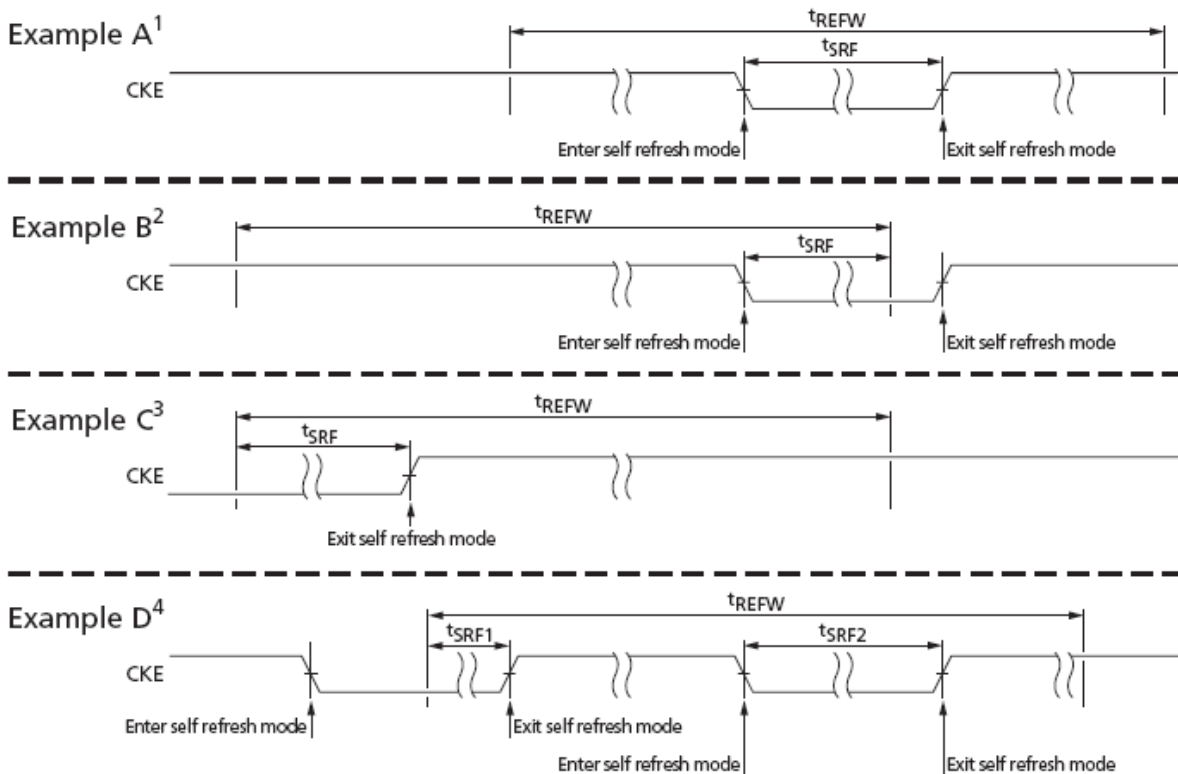 Example A¹
tREFW
tSRF
CKE
Enter self refresh mode
Exit self refresh mode
Example B²
tREFW
tSRF
CKE
Enter self refresh mode
Exit self refresh mode
Example C³
tREFW
tSRF
CKE
Exit self refresh mode
Example D⁴
tREFW
tSRF1
tSRF2
CKE
Enter self refresh mode
Exit self refresh mode
Enter self refresh mode
Exit self refresh mode